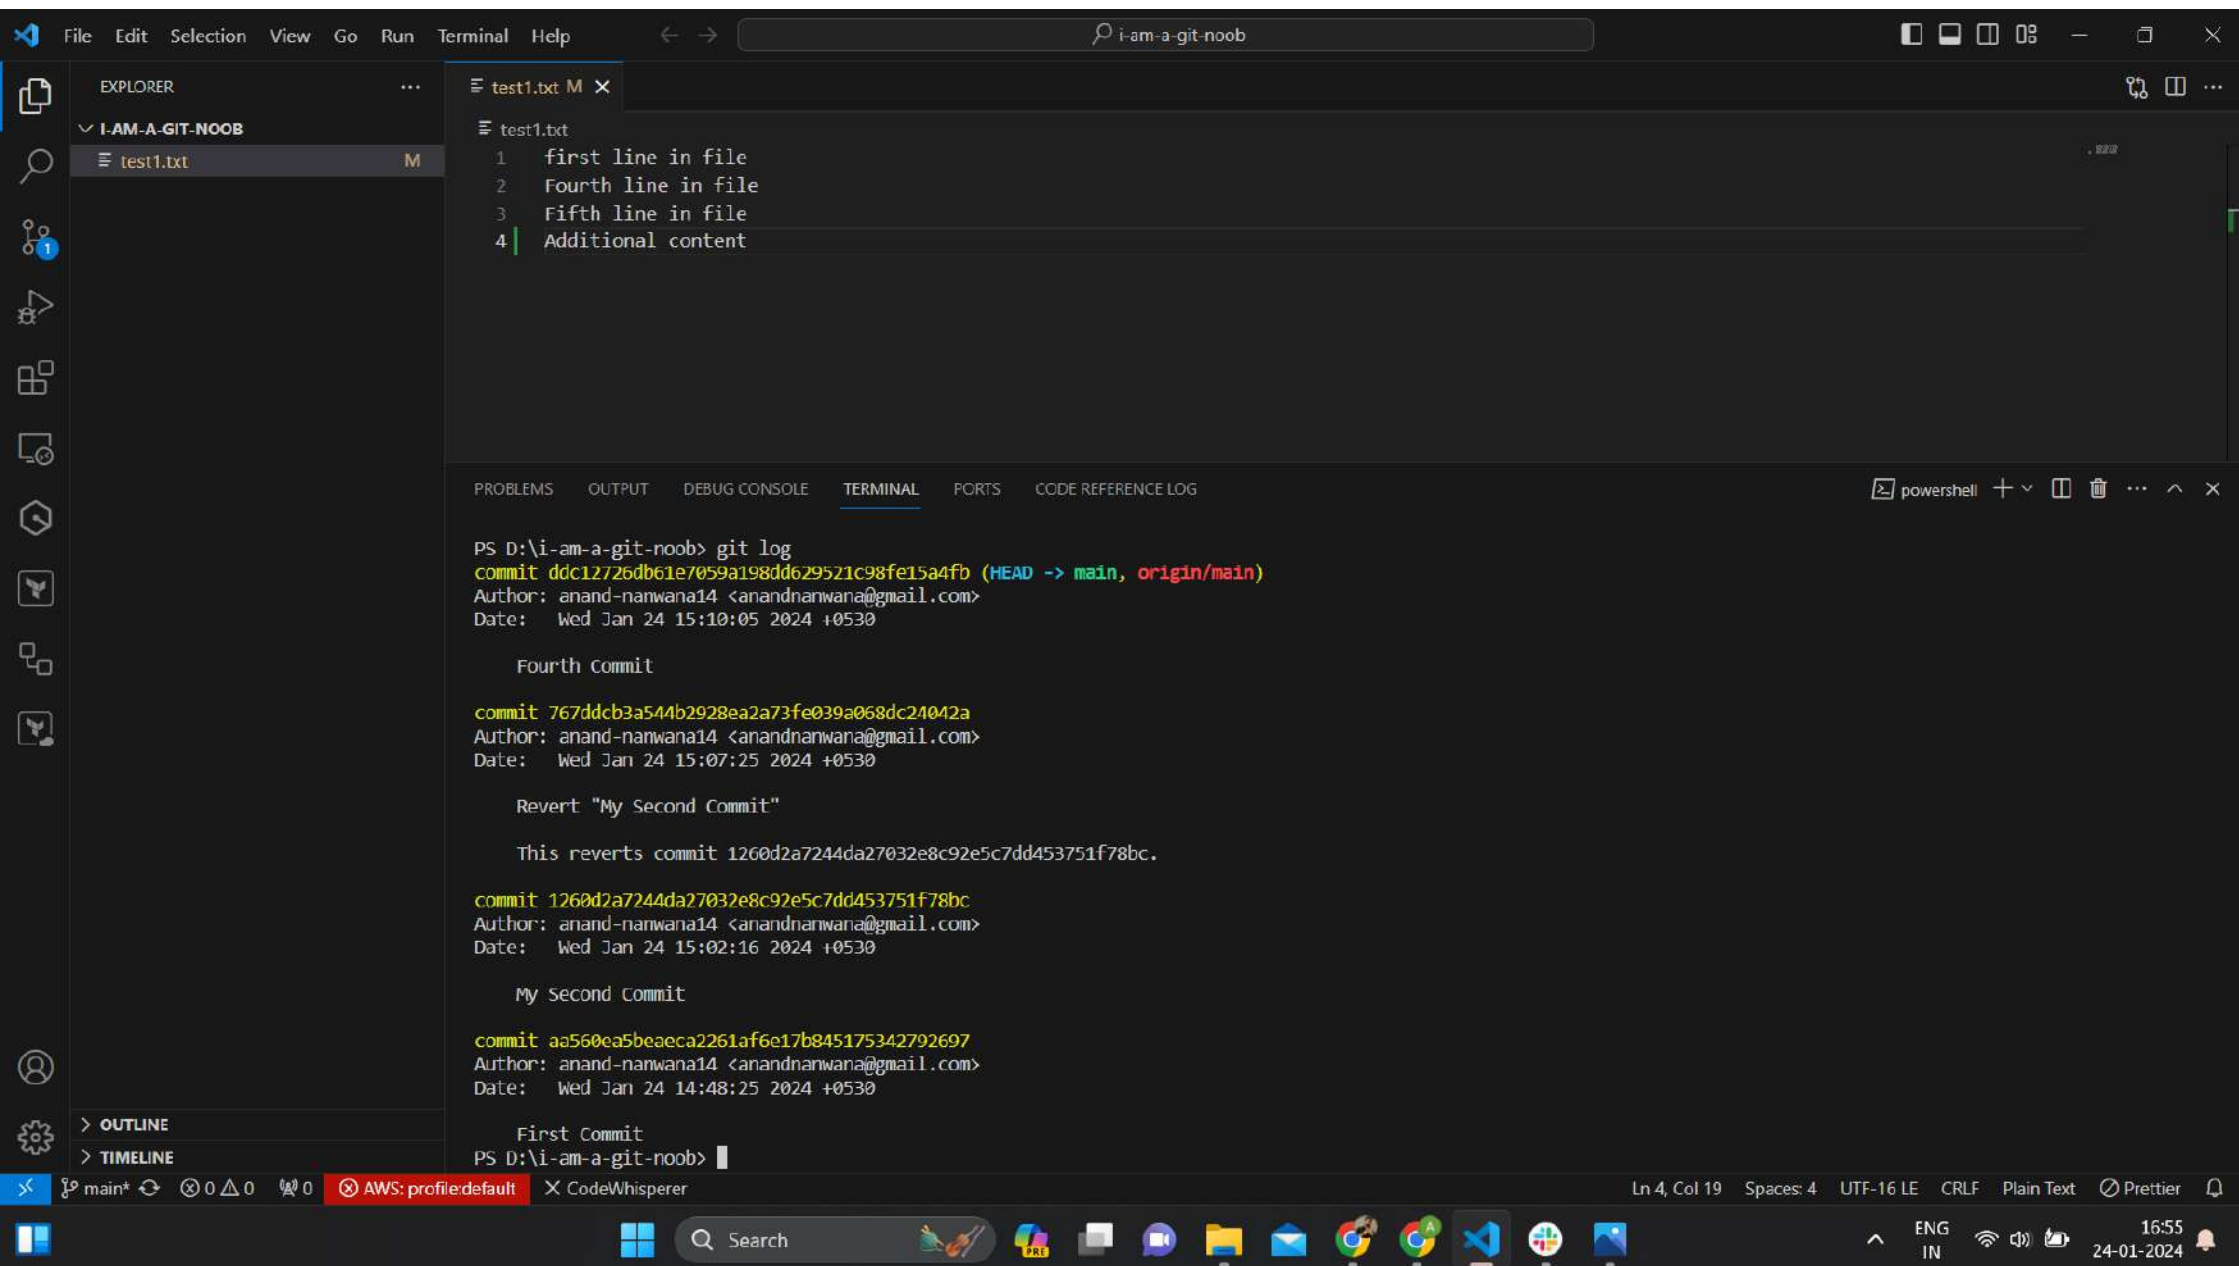 File Edit Selection View Go Run Terminal Help
i-am-a-git-noob
EXPLORER
I-AM-A-GIT-NOOB
test1.txt M
test1.txt M
test1.txt
1 first line in file
2 Fourth line in file
3 Fifth line in file
4 Additional content
1
PROBLEMS OUTPUT DEBUG CONSOLE TERMINAL PORTS CODE REFERENCE LOG
powershell
PS D:\i-am-a-git-noob> git log
commit ddc12726db61e7059a198dd629521c98fe15a4fb (HEAD -> main, origin/main)
Author: anand-nanwana14 <anandnanwana@gmail.com>
Date: Wed Jan 24 15:10:05 2024 +0530
Fourth Commit
commit 767ddcb3a544b2928ea2a73fe039a068dc24042a
Author: anand-nanwana14 <anandnanwana@gmail.com>
Date: Wed Jan 24 15:07:25 2024 +0530
Revert "My Second Commit"
This reverts commit 1260d2a7244da27032e8c92e5c7dd453751f78bc.
commit 1260d2a7244da27032e8c92e5c7dd453751f78bc
Author: anand-nanwana14 <anandnanwana@gmail.com>
Date: Wed Jan 24 15:02:16 2024 +0530
My Second Commit
commit aa560ea5beaeca2261af6e17b845175342792697
Author: anand-nanwana14 <anandnanwana@gmail.com>
Date: Wed Jan 24 14:48:25 2024 +0530
First Commit
PS D:\i-am-a-git-noob>
OUTLINE
TIMELINE
main* 0 0 0 AWS: profile:default CodeWhisperer Ln 4, Col 19 Spaces: 4 UTF-16 LE CRLF Plain Text Prettier
Search
PRE
A
ENG
IN
16:55
24-01-2024